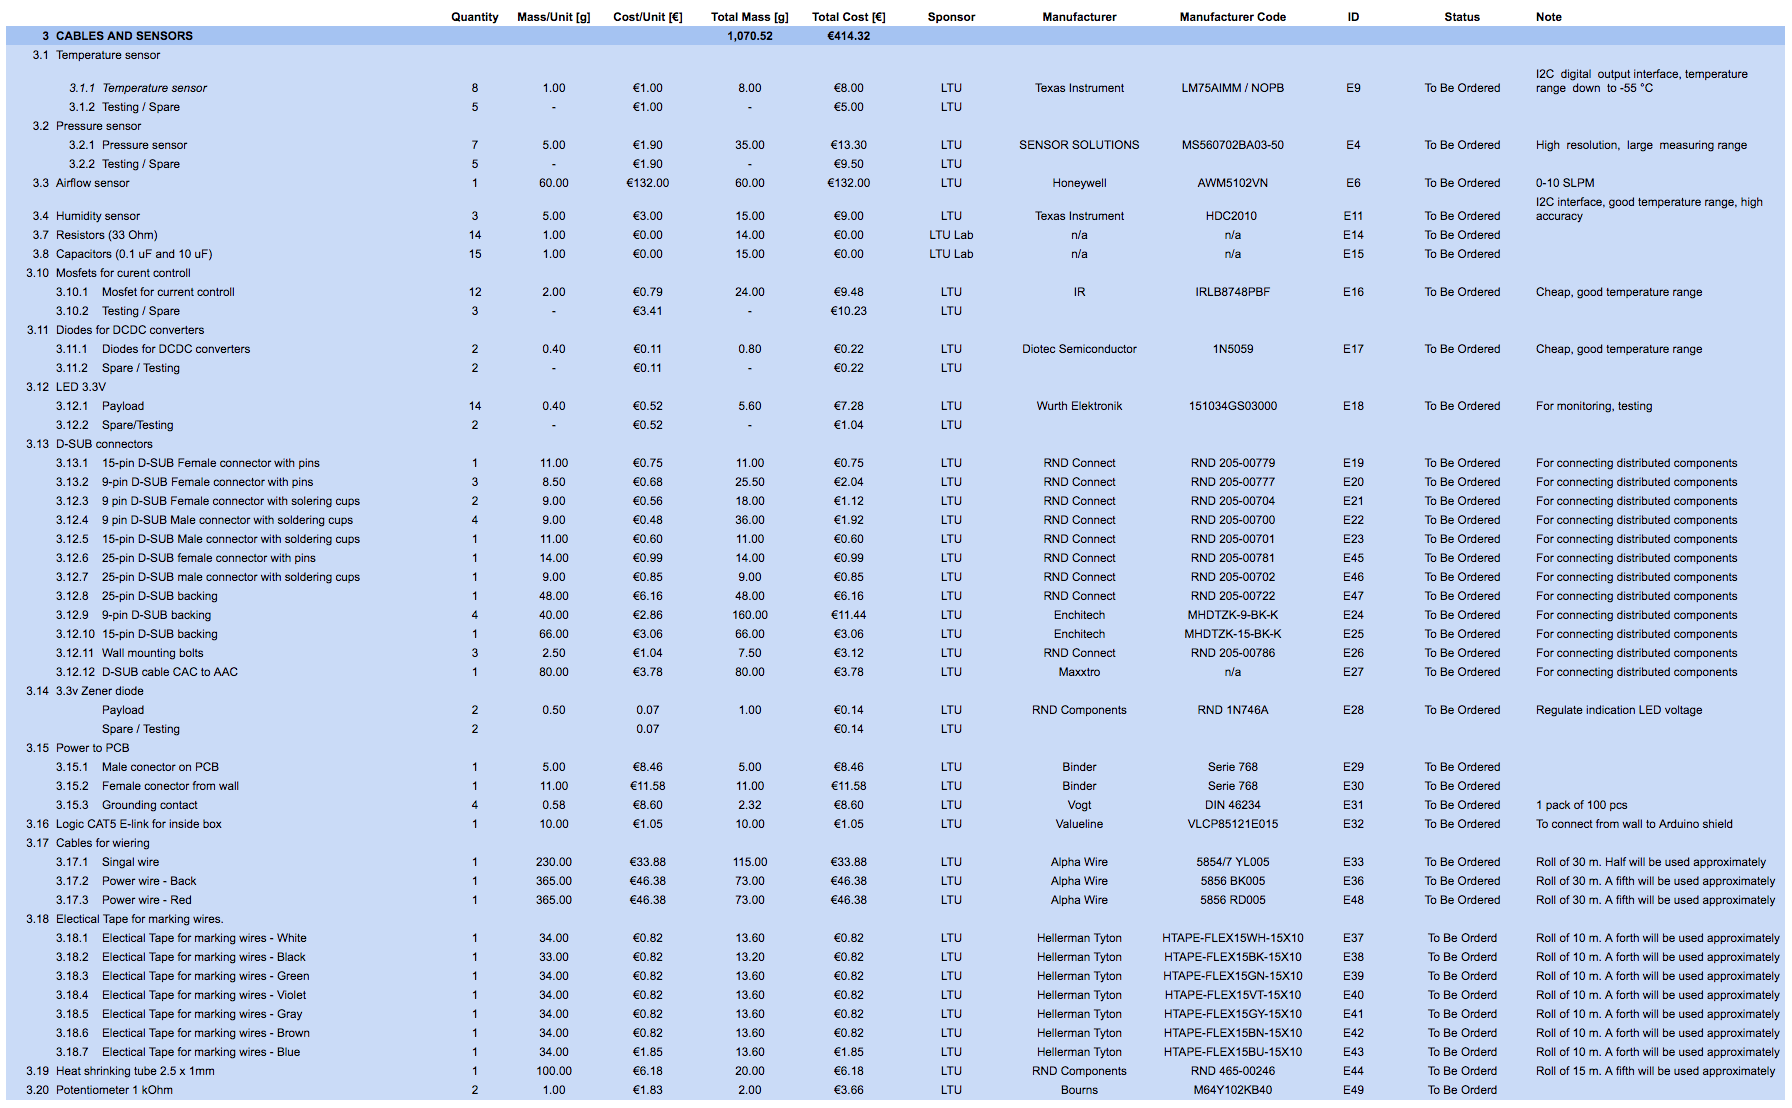 Quantity Mass/Unit [g] Cost/Unit [€] Total Mass [g] Total Cost [€] Sponsor Manufacturer Manufacturer Code ID Status Note
3 CABLES AND SENSORS 1,070.52 €414.32
3.1 Temperature sensor
3.1.1 Temperature sensor 8 1.00 €1.00 8.00 €8.00 LTU Texas Instrument LM75AIMM / NOPB E9 To Be Ordered I2C digital output interface, temperature range down to -55 °C
3.1.2 Testing / Spare 5 - €1.00 - €5.00 LTU
3.2 Pressure sensor
3.2.1 Pressure sensor 7 5.00 €1.90 35.00 €13.30 LTU SENSOR SOLUTIONS MS560702BA03-50 E4 To Be Ordered High resolution, large measuring range
3.2.2 Testing / Spare 5 - €1.90 - €9.50 LTU
3.3 Airflow sensor 1 60.00 €132.00 60.00 €132.00 LTU Honeywell AWM5102VN E6 To Be Ordered 0-10 SLPM
3.4 Humidity sensor 3 5.00 €3.00 15.00 €9.00 LTU Texas Instrument HDC2010 E11 To Be Ordered I2C interface, good temperature range, high accuracy
3.7 Resistors (33 Ohm) 14 1.00 €0.00 14.00 €0.00 LTU Lab n/a n/a E14 To Be Ordered
3.8 Capacitors (0.1 uF and 10 uF) 15 1.00 €0.00 15.00 €0.00 LTU Lab n/a n/a E15 To Be Ordered
3.10 Mosfets for curent controll
3.10.1 Mosfet for current controll 12 2.00 €0.79 24.00 €9.48 LTU IR IRLB8748PBF E16 To Be Ordered Cheap, good temperature range
3.10.2 Testing / Spare 3 - €3.41 - €10.23 LTU
3.11 Diodes for DCDC converters
3.11.1 Diodes for DCDC converters 2 0.40 €0.11 0.80 €0.22 LTU Diotec Semiconductor 1N5059 E17 To Be Ordered Cheap, good temperature range
3.11.2 Spare / Testing 2 - €0.11 - €0.22 LTU
3.12 LED 3.3V
3.12.1 Payload 14 0.40 €0.52 5.60 €7.28 LTU Wurth Elektronik 151034GS03000 E18 To Be Ordered For monitoring, testing
3.12.2 Spare/Testing 2 - €0.52 - €1.04 LTU
3.13 D-SUB connectors
3.13.1 15-pin D-SUB Female connector with pins 1 11.00 €0.75 11.00 €0.75 LTU RND Connect RND 205-00779 E19 To Be Ordered For connecting distributed components
3.13.2 9-pin D-SUB Female connector with pins 3 8.50 €0.68 25.50 €2.04 LTU RND Connect RND 205-00777 E20 To Be Ordered For connecting distributed components
3.12.3 9 pin D-SUB Female connector with solering cups 2 9.00 €0.56 18.00 €1.12 LTU RND Connect RND 205-00704 E21 To Be Ordered For connecting distributed components
3.12.4 9 pin D-SUB Male connector with soldering cups 4 9.00 €0.48 36.00 €1.92 LTU RND Connect RND 205-00700 E22 To Be Ordered For connecting distributed components
3.12.5 15-pin D-SUB Male connector with soldering cups 1 11.00 €0.60 11.00 €0.60 LTU RND Connect RND 205-00701 E23 To Be Ordered For connecting distributed components
3.12.6 25-pin D-SUB female connector with pins 1 14.00 €0.99 14.00 €0.99 LTU RND Connect RND 205-00781 E45 To Be Ordered For connecting distributed components
3.12.7 25-pin D-SUB male connector with soldering cups 1 9.00 €0.85 9.00 €0.85 LTU RND Connect RND 205-00702 E46 To Be Ordered For connecting distributed components
3.12.8 25-pin D-SUB backing 1 48.00 €6.16 48.00 €6.16 LTU RND Connect RND 205-00722 E47 To Be Ordered For connecting distributed components
3.12.9 9-pin D-SUB backing 4 40.00 €2.86 160.00 €11.44 LTU Enchitech MHDTZK-9-BK-K E24 To Be Ordered For connecting distributed components
3.12.10 15-pin D-SUB backing 1 66.00 €3.06 66.00 €3.06 LTU Enchitech MHDTZK-15-BK-K E25 To Be Ordered For connecting distributed components
3.12.11 Wall mounting bolts 3 2.50 €1.04 7.50 €3.12 LTU RND Connect RND 205-00786 E26 To Be Ordered For connecting distributed components
3.12.12 D-SUB cable CAC to AAC 1 80.00 €3.78 80.00 €3.78 LTU Maxxtro n/a E27 To Be Ordered For connecting distributed components
3.14 3.3v Zener diode
Payload 2 0.50 0.07 1.00 €0.14 LTU RND Components RND 1N746A E28 To Be Ordered Regulate indication LED voltage
Spare / Testing 2 0.07 €0.14 LTU
3.15 Power to PCB
3.15.1 Male conector on PCB 1 5.00 €8.46 5.00 €8.46 LTU Binder Serie 768 E29 To Be Ordered
3.15.2 Female conector from wall 1 11.00 €11.58 11.00 €11.58 LTU Binder Serie 768 E30 To Be Ordered
3.15.3 Grounding contact 4 0.58 €8.60 2.32 €8.60 LTU Vogt DIN 46234 E31 To Be Ordered 1 pack of 100 pcs
3.16 Logic CAT5 E-link for inside box 1 10.00 €1.05 10.00 €1.05 LTU Valueline VLCP85121E015 E32 To Be Ordered To connect from wall to Arduino shield
3.17 Cables for wiering
3.17.1 Singal wire 1 230.00 €33.88 115.00 €33.88 LTU Alpha Wire 5854/7 YL005 E33 To Be Ordered Roll of 30 m. Half will be used approximately
3.17.2 Power wire - Back 1 365.00 €46.38 73.00 €46.38 LTU Alpha Wire 5856 BK005 E36 To Be Ordered Roll of 30 m. A fifth will be used approximately
3.17.3 Power wire - Red 1 365.00 €46.38 73.00 €46.38 LTU Alpha Wire 5856 RD005 E48 To Be Ordered Roll of 30 m. A fifth will be used approximately
3.18 Electical Tape for marking wires.
3.18.1 Electical Tape for marking wires - White 1 34.00 €0.82 13.60 €0.82 LTU Hellerman Tyton HTAPE-FLEX15WH-15X10 E37 To Be Orderd Roll of 10 m. A forth will be used approximately
3.18.2 Electical Tape for marking wires - Black 1 33.00 €0.82 13.20 €0.82 LTU Hellerman Tyton HTAPE-FLEX15BK-15X10 E38 To Be Orderd Roll of 10 m. A forth will be used approximately
3.18.3 Electical Tape for marking wires - Green 1 34.00 €0.82 13.60 €0.82 LTU Hellerman Tyton HTAPE-FLEX15GN-15X10 E39 To Be Orderd Roll of 10 m. A forth will be used approximately
3.18.4 Electical Tape for marking wires - Violet 1 34.00 €0.82 13.60 €0.82 LTU Hellerman Tyton HTAPE-FLEX15VT-15X10 E40 To Be Orderd Roll of 10 m. A forth will be used approximately
3.18.5 Electical Tape for marking wires - Gray 1 34.00 €0.82 13.60 €0.82 LTU Hellerman Tyton HTAPE-FLEX15GY-15X10 E41 To Be Orderd Roll of 10 m. A forth will be used approximately
3.18.6 Electical Tape for marking wires - Brown 1 34.00 €0.82 13.60 €0.82 LTU Hellerman Tyton HTAPE-FLEX15BN-15X10 E42 To Be Orderd Roll of 10 m. A forth will be used approximately
3.18.7 Electical Tape for marking wires - Blue 1 34.00 €1.85 13.60 €1.85 LTU Hellerman Tyton HTAPE-FLEX15BU-15X10 E43 To Be Orderd Roll of 10 m. A forth will be used approximately
3.19 Heat shrinking tube 2.5 x 1mm 1 100.00 €6.18 20.00 €6.18 LTU RND Components RND 465-00246 E44 To Be Orderd Roll of 15 m. A fifth will be used approximately
3.20 Potentiometer 1 kOhm 2 1.00 €1.83 2.00 €3.66 LTU Bourns M64Y102KB40 E49 To Be Orderd